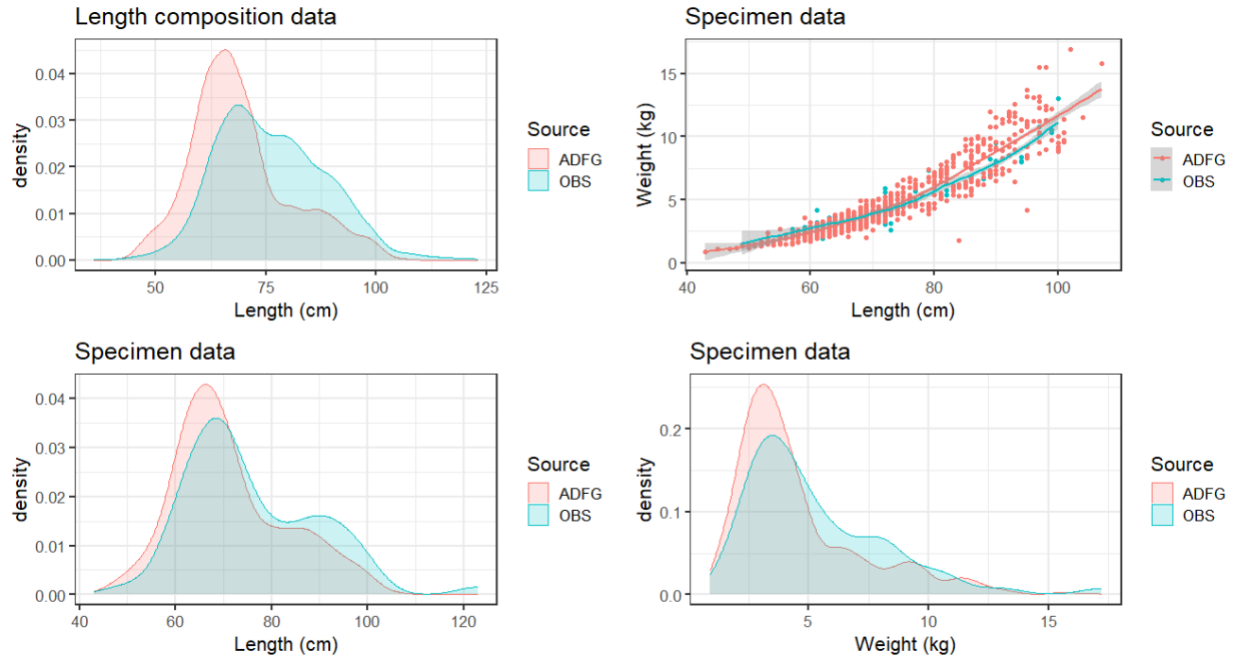 Length composition data
density
0.04
0.03
0.02
0.01
0.00
50
75
100
125
Length (cm)
Source
ADFG
OBS
Specimen data
Weight (kg)
15
10
5
0
40
60
80
100
Length (cm)
Source
ADFG
OBS
Specimen data
density
0.04
0.03
0.02
0.01
0.00
40
60
80
100
120
Length (cm)
Source
ADFG
OBS
Specimen data
density
0.2
0.1
0.0
5
10
15
Weight (kg)
Source
ADFG
OBS